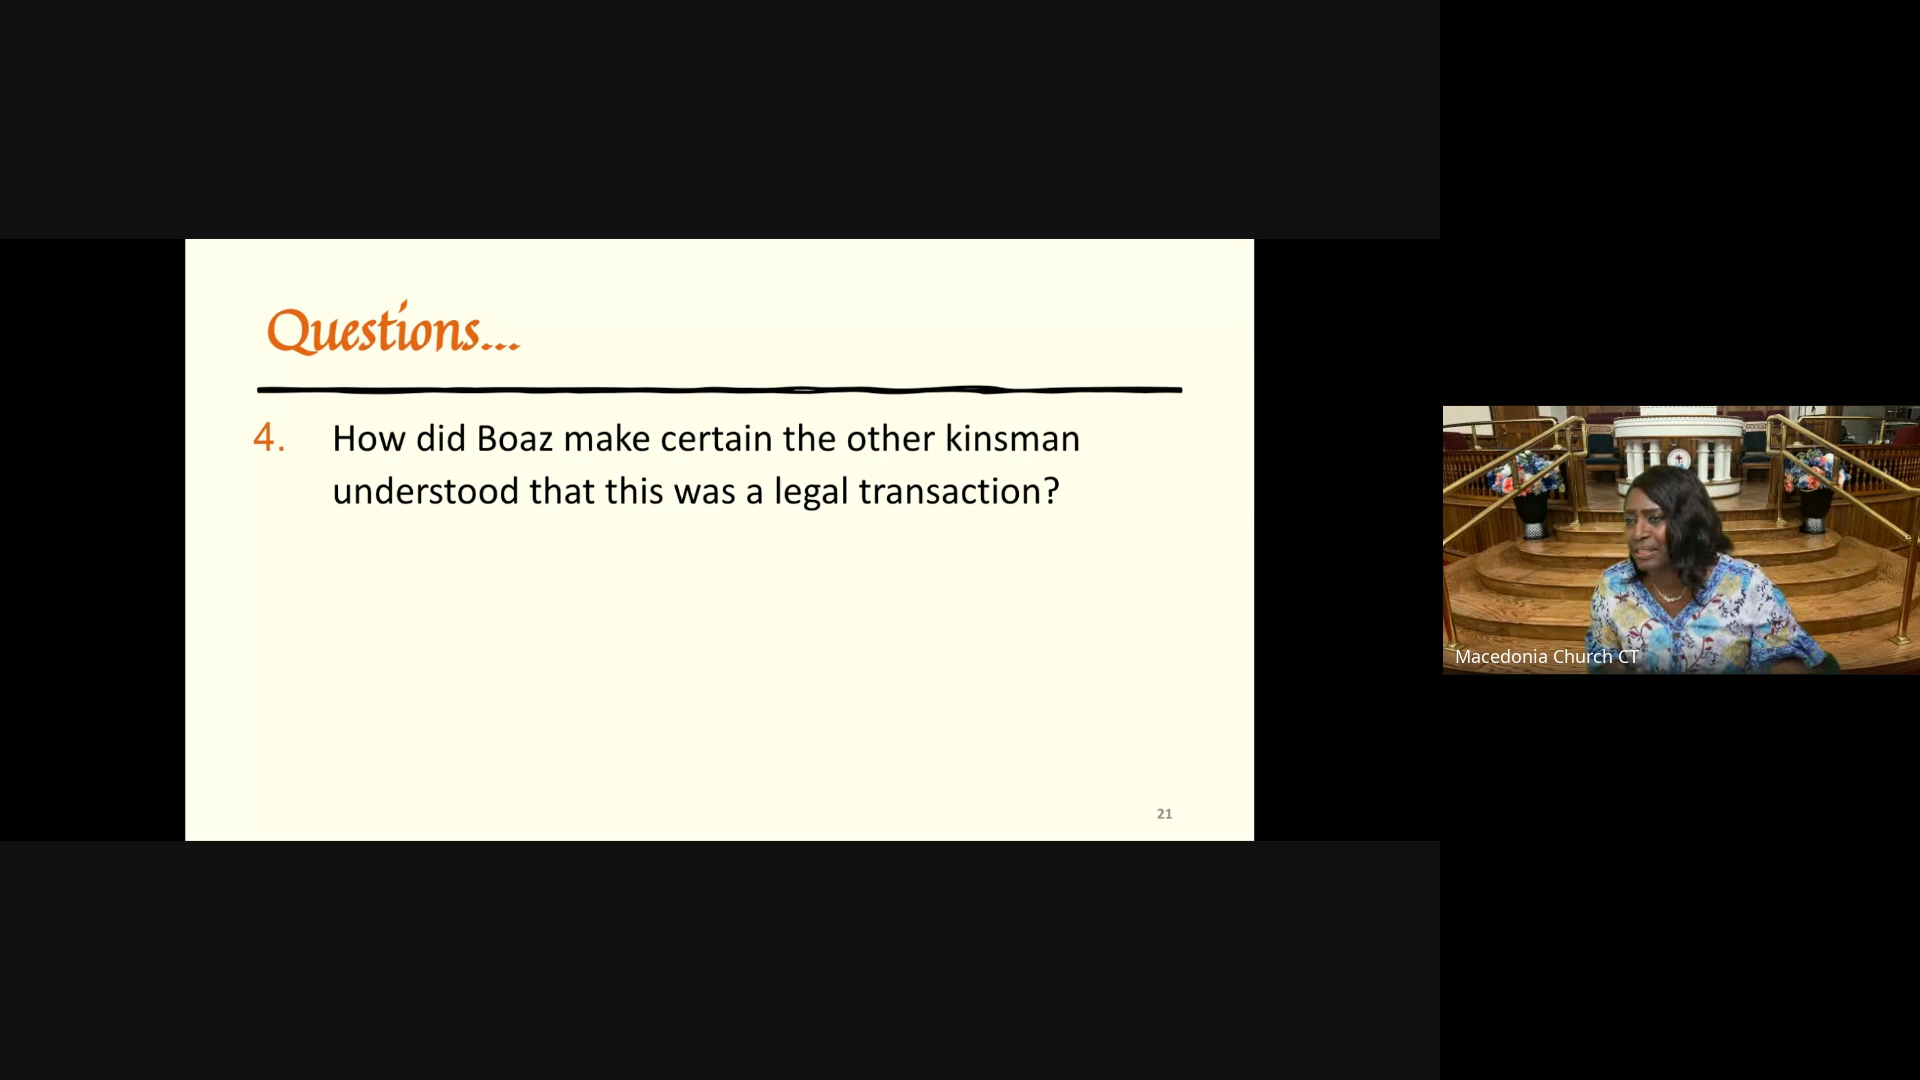 Questions...
4. How did Boaz make certain the other kinsman
understood that this was a legal transaction?
21
Macedonia Church CT